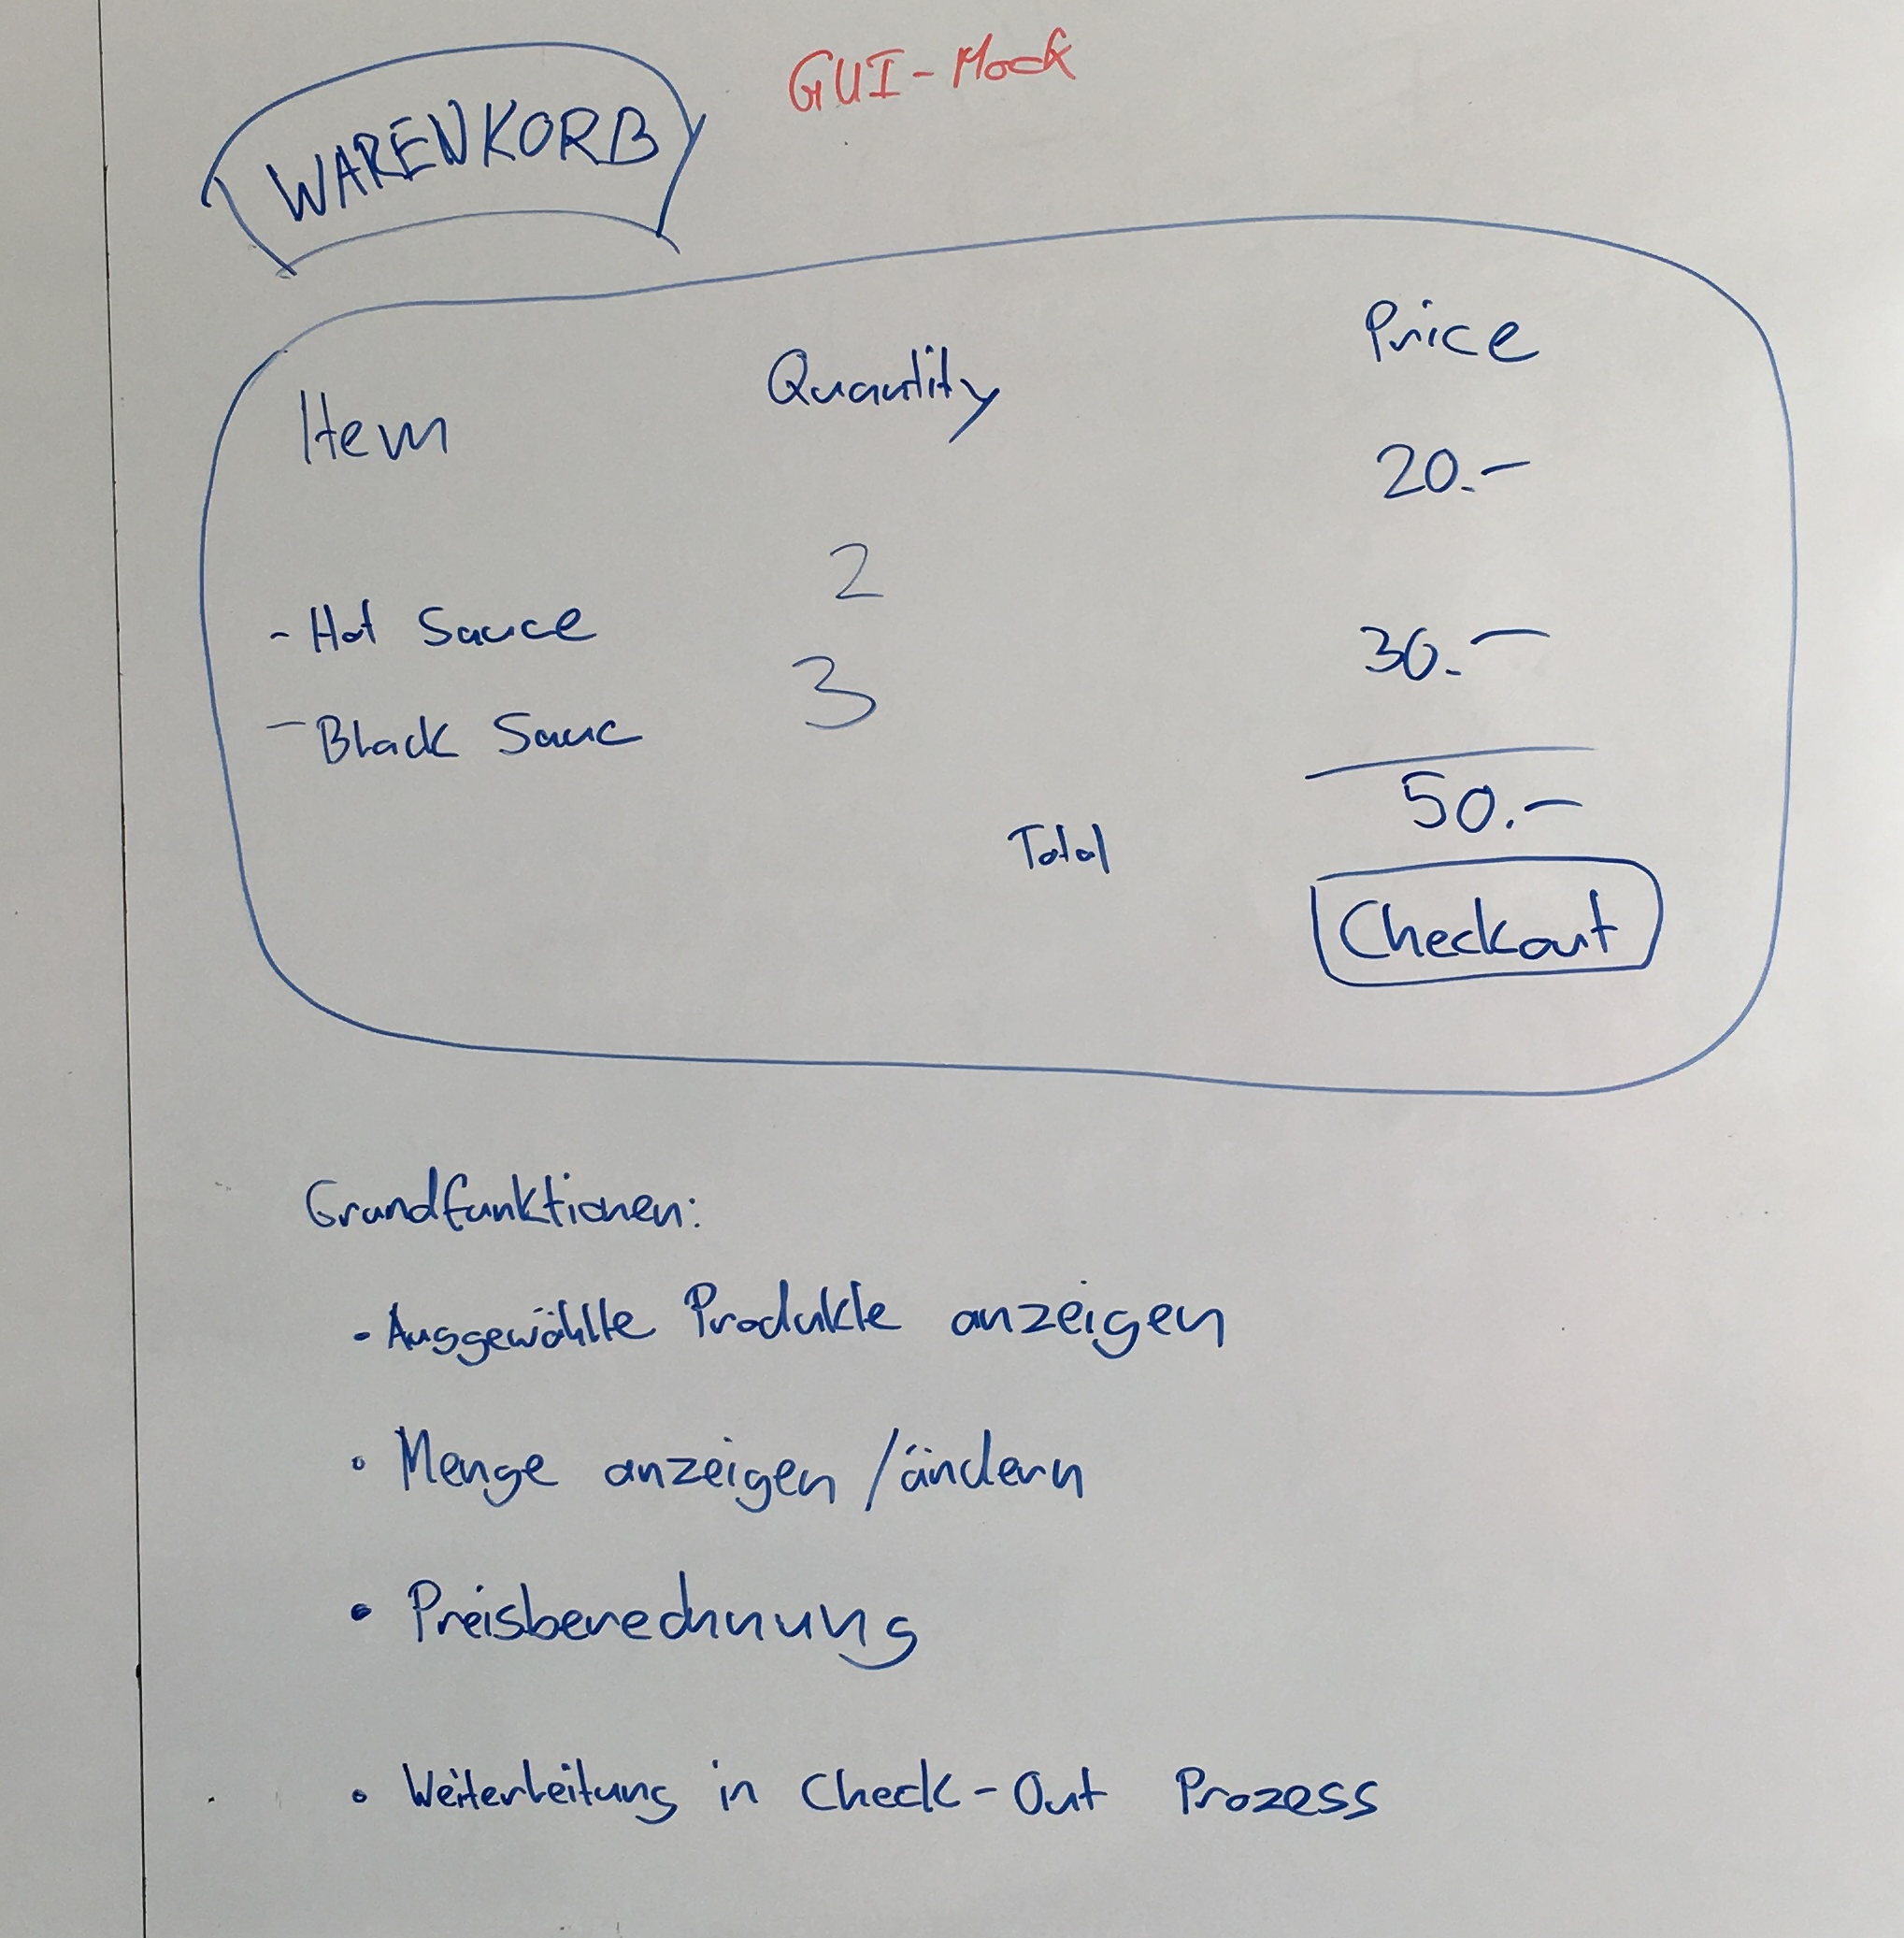 GUI-Mock
WARENKORB
Item Quantity Price
20.-
- Hot Sauce 2
30.-
- Black Sauc 3
Total 50.-
Checkout
Grundfunktionen:
- Ausgewählte Produkte anzeigen
• Menge anzeigen / ändern
• Preisberechnung
• Weiterleitung in Check-Out Prozess